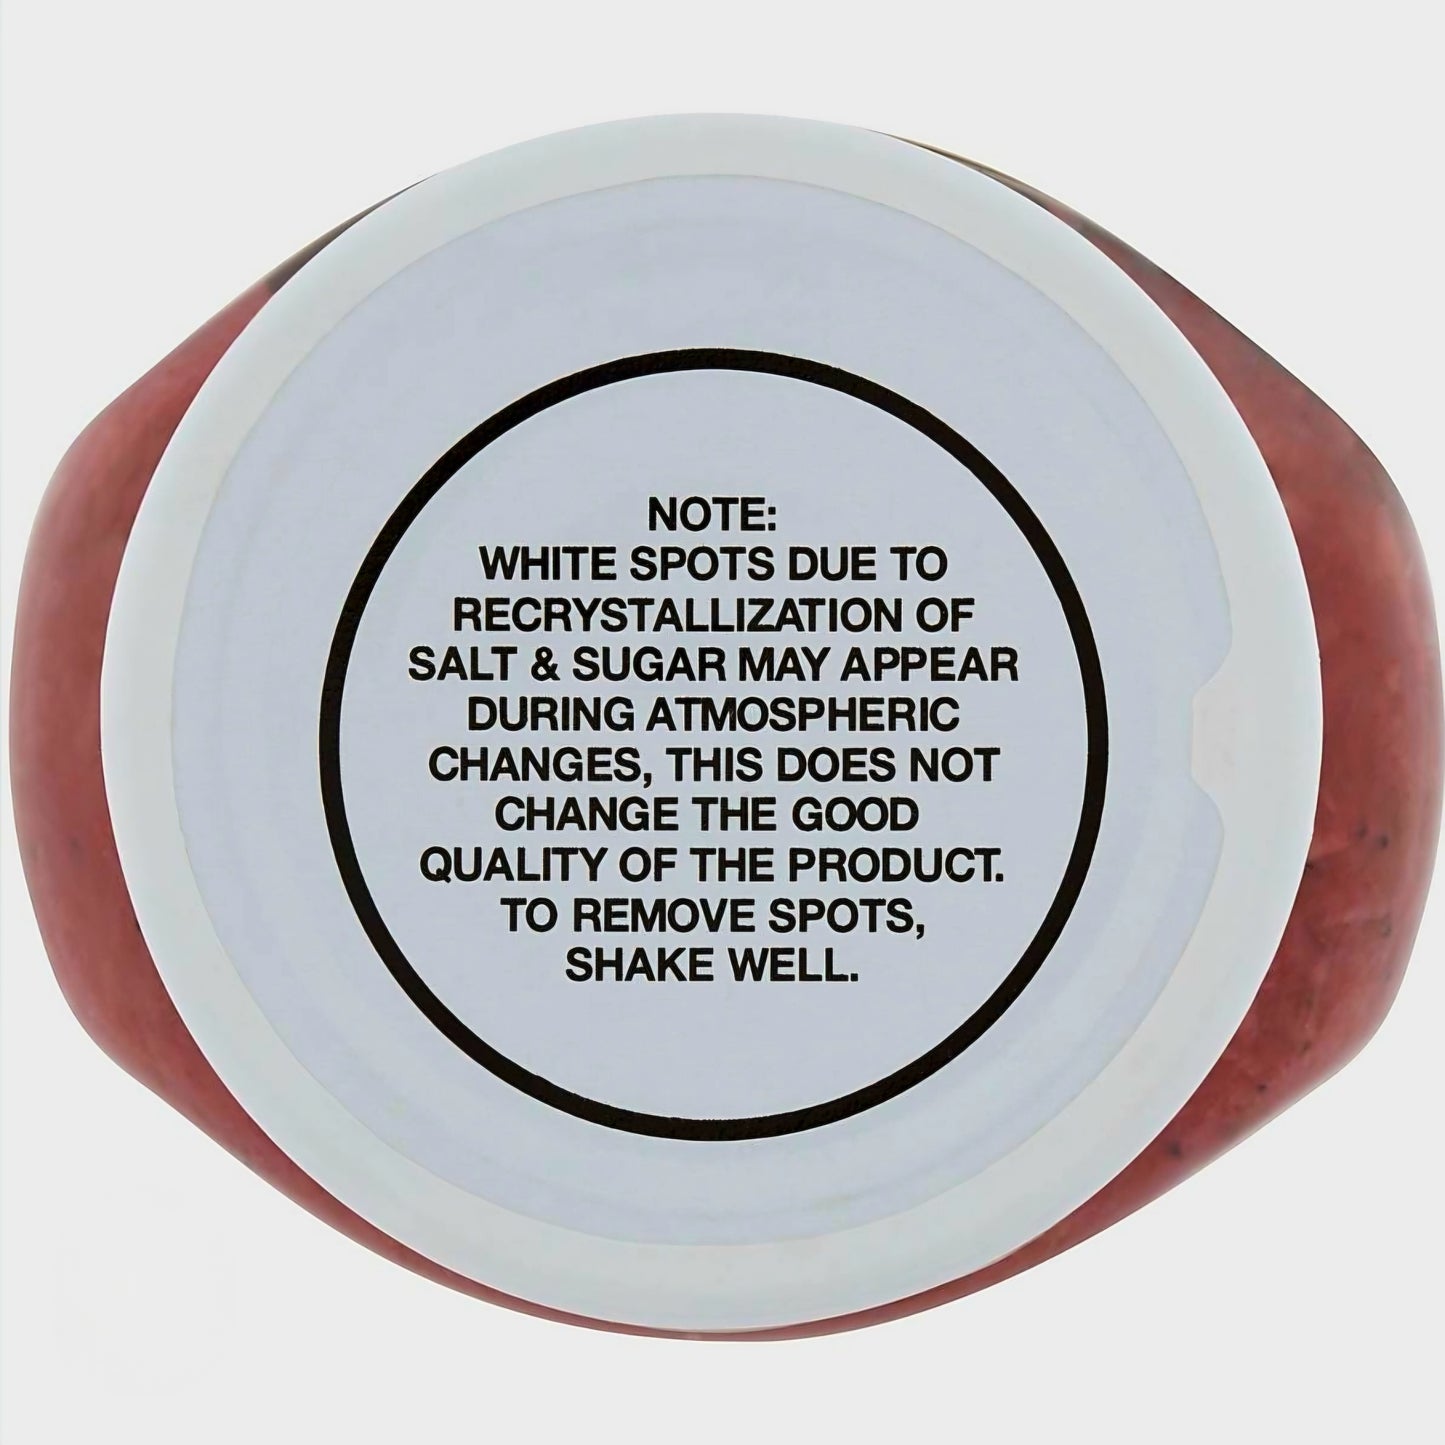 NOTE:
WHITE SPOTS DUE TO
RECRYSTALLIZATION OF
SALT & SUGAR MAY APPEAR
DURING ATMOSPHERIC
CHANGES, THIS DOES NOT
CHANGE THE GOOD
QUALITY OF THE PRODUCT.
TO REMOVE SPOTS,
SHAKE WELL.